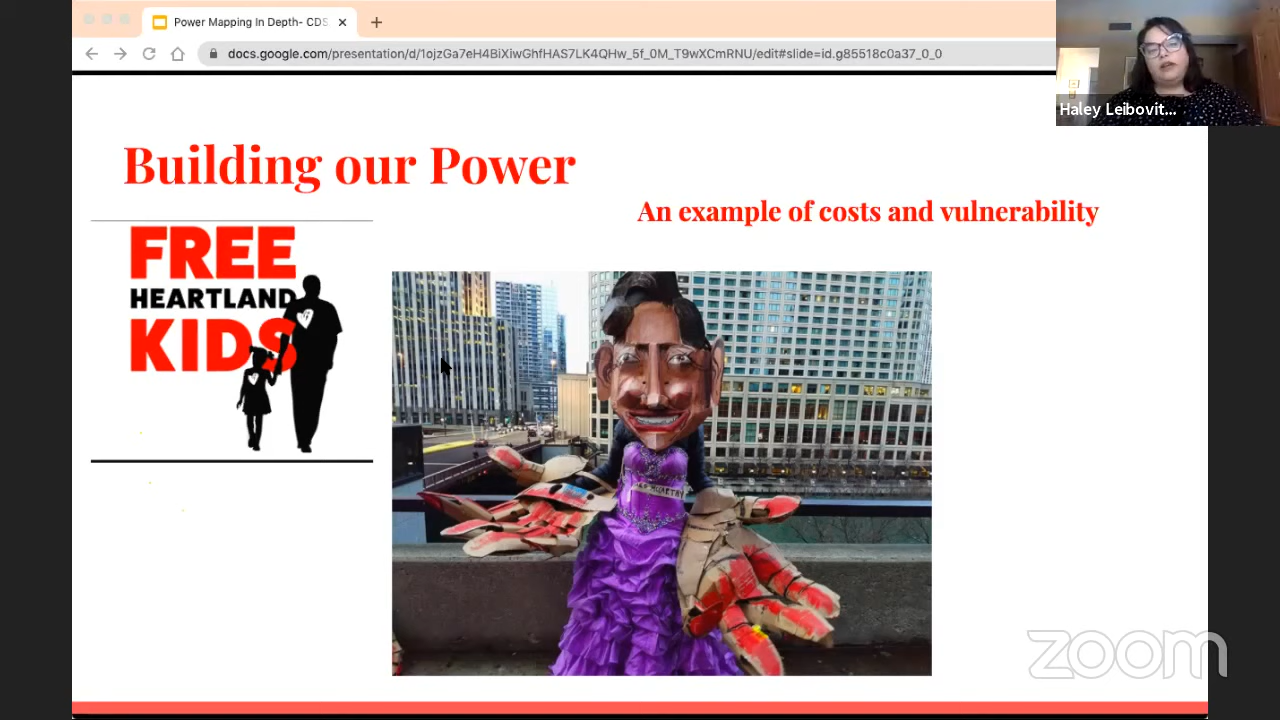 Power Mapping In Depth- CDS
docs.google.com/presentation/d/1ojzGa7eH4BiXiwGhfHAS7LK4QHw_5f_0M_T9wXCmRNU/edit#slide=id.g85518c0a37_0_0
Haley Leibovit...
Building our Power
An example of costs and vulnerability
FREE
HEARTLAND
KIDS
zoom